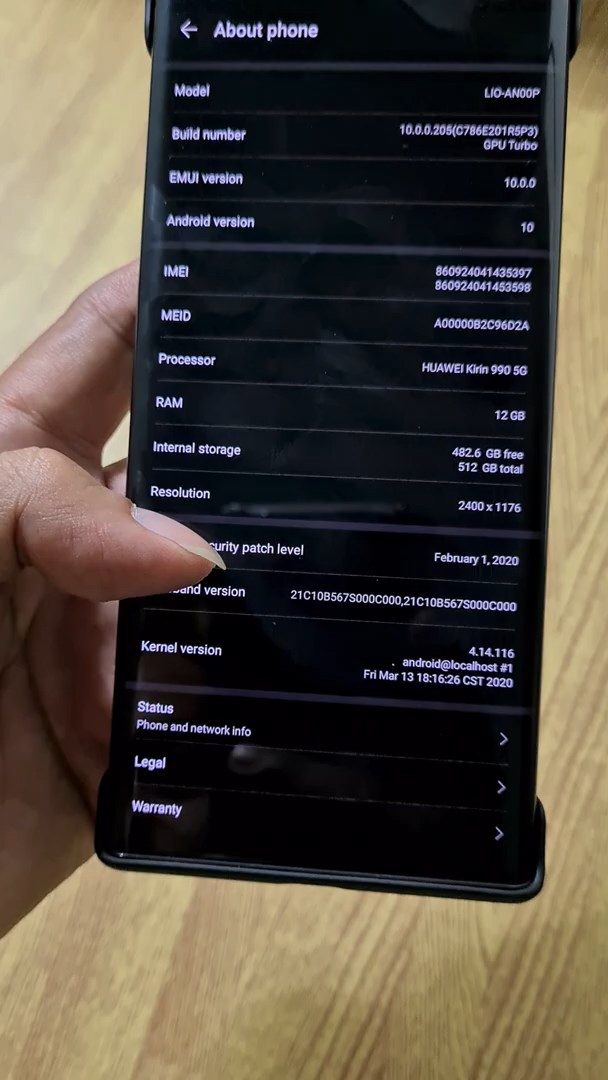 About phone
Model LIO-AN00P
Build number 10.0.0.205(C786E201R5P3)
GPU Turbo
EMUI version 10.0.0
Android version 10
IMEI 860924041435397
860924041453598
MEID A00000B2C96D2A
Processor HUAWEI Kirin 990 5G
RAM 12 GB
Internal storage 482.6 GB free
512 GB total
Resolution 2400 x 1176
curity patch level February 1, 2020
band version 21C10B567S000C000,21C10B567S000C000
Kernel version 4.14.116
android@localhost #1
Fri Mar 13 18:16:26 CST 2020
Status
Phone and network info
Legal
Warranty